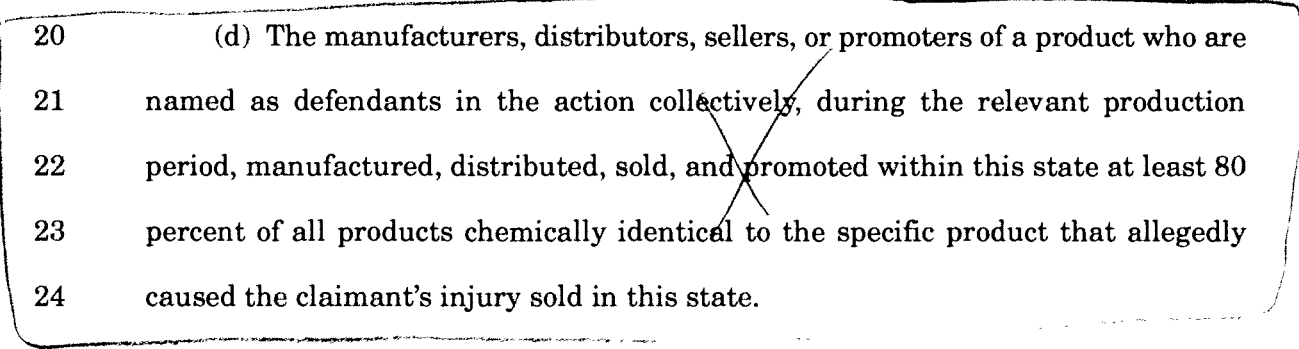 20 (d) The manufacturers, distributors, sellers, or promoters of a product who are
21 named as defendants in the action collectively, during the relevant production
22 period, manufactured, distributed, sold, and promoted within this state at least 80
23 percent of all products chemically identical to the specific product that allegedly
24 caused the claimant's injury sold in this state.